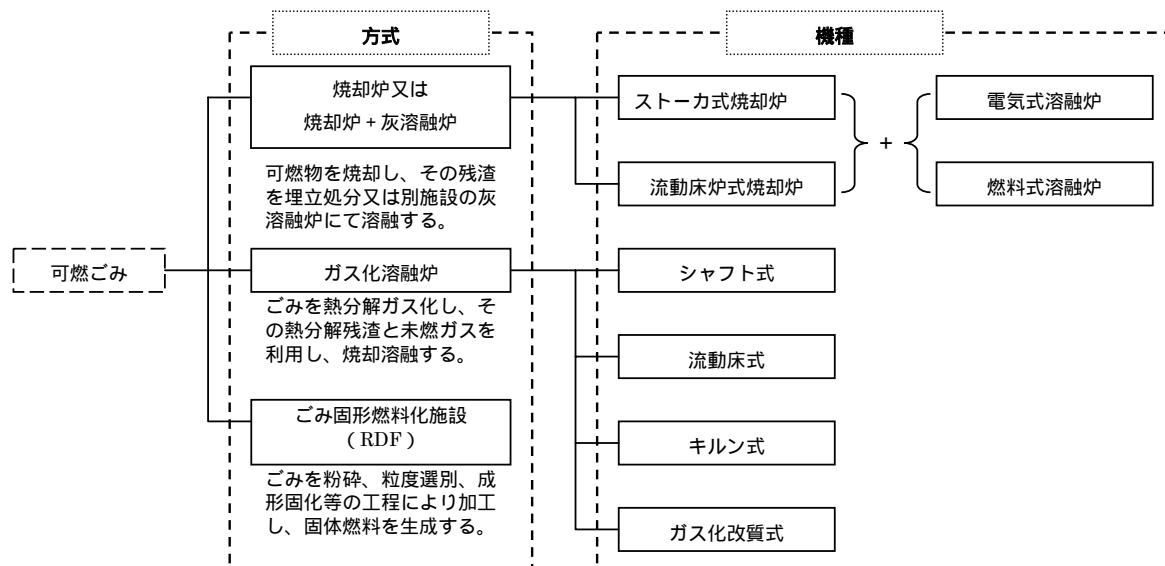 方式
機種
焼却炉又は
焼却炉+灰溶融炉
可燃物を焼却し、その残渣
を埋立処分又は別施設の灰
溶融炉にて溶融する。
ストーカ式焼却炉
流動床炉式焼却炉
+
電気式溶融炉
燃料式溶融炉
可燃ごみ
ガス化溶融炉
ごみを熱分解ガス化し、そ
の熱分解残渣と未燃ガスを
利用し、焼却溶融する。
シャフト式
流動床式
キルン式
ガス化改質式
ごみ固形燃料化施設
(RDF)
ごみを粉砕、粒度選別、成
形固化等の工程により加工
し、固体燃料を生成する。